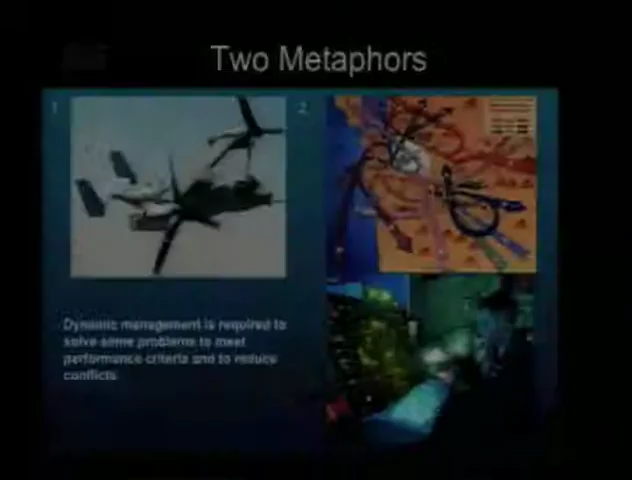 Two Metaphors
1
2
Dynamic management is required to
solve some problems to meet
performance criteria and to reduce
conflicts